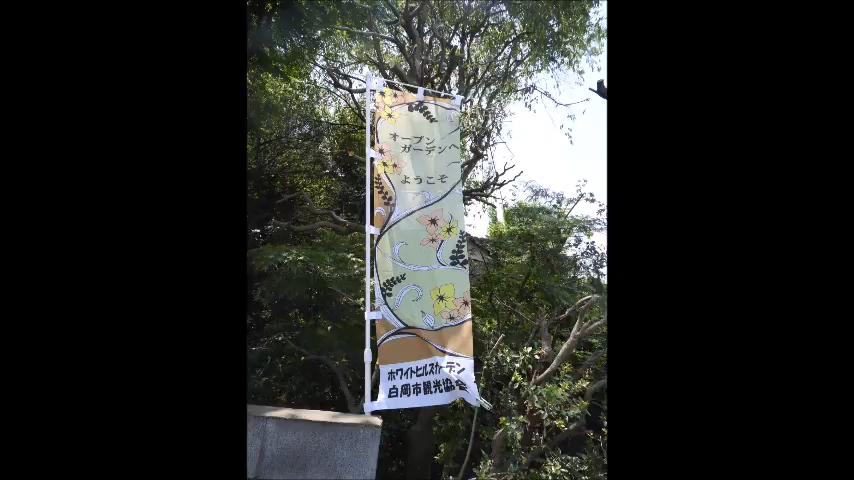 オープン
ガーデンへ
ようこそ
ホワイトヒルズガーデン
白岡市観光協会